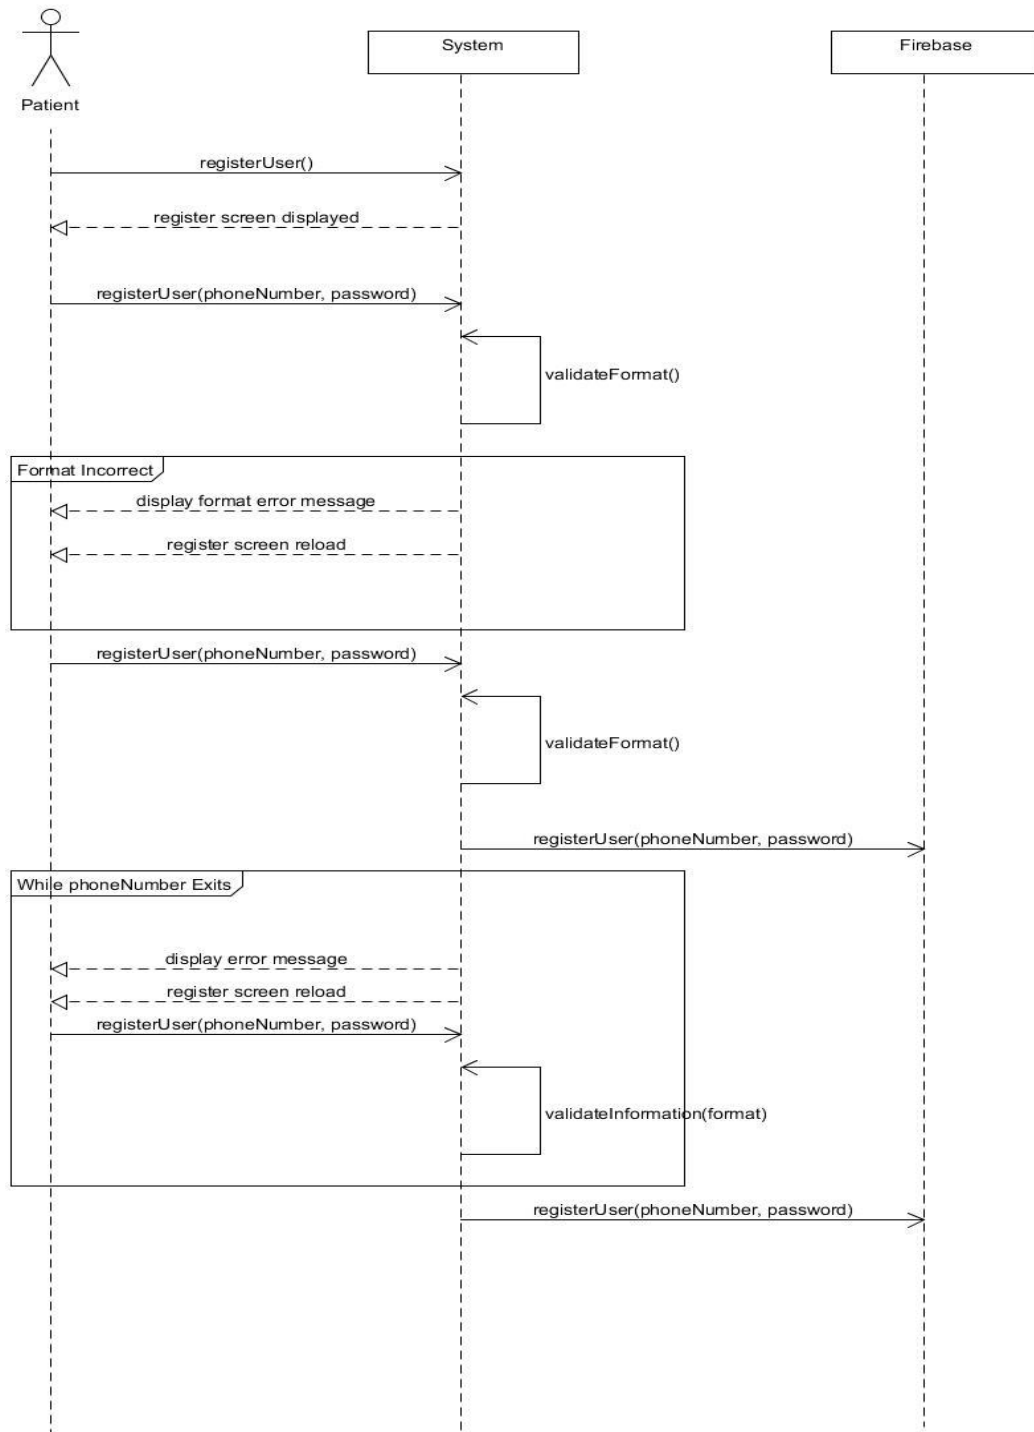 System
Firebase
Patient
registerUser()
register screen displayed
registerUser(phoneNumber, password)
validateFormat()
Format Incorrect
display format error message
register screen reload
registerUser(phoneNumber, password)
validateFormat()
registerUser(phoneNumber, password)
While phoneNumber Exits
display error message
register screen reload
registerUser(phoneNumber, password)
validateInformation(format)
registerUser(phoneNumber, password)